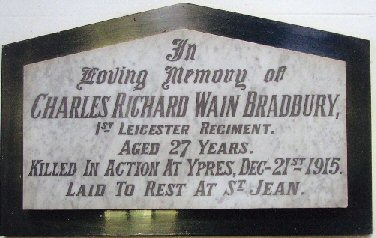 In
Loving Memory of
CHARLES RICHARD WAIN BRADBURY,
1ST LEICESTER REGIMENT.
AGED 27 YEARS.
KILLED IN ACTION AT YPRES, DEC-21ST 1915.
LAID TO REST AT ST JEAN.